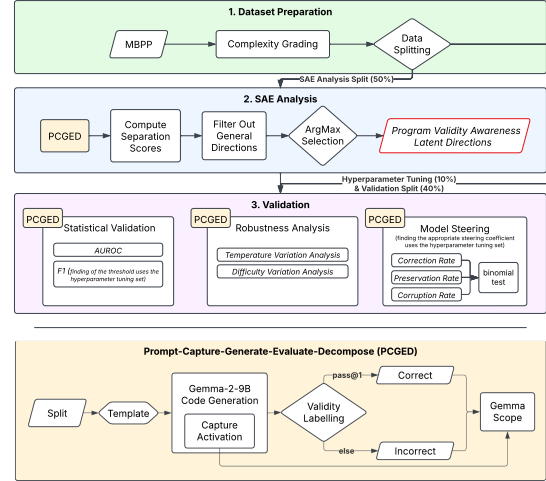 1. Dataset Preparation
MBPP
Complexity Grading
Data
Splitting
SAE Analysis Split (50%)
2. SAE Analysis
PCGED
Compute
Separation
Scores
Filter Out
General
Directions
ArgMax
Selection
Program Validity Awareness
Latent Directions
Hyperparameter Tuning (10%)
& Validation Split (40%)
3. Validation
PCGED
Statistical Validation
AUROC
F1 (finding of the threshold uses the
hyperparameter tuning set)
PCGED
Robustness Analysis
Temperature Variation Analysis
Difficulty Variation Analysis
PCGED
Model Steering
(finding the appropriate steering coefficient
uses the hyperparameter tuning set)
Correction Rate
Preservation Rate
Corruption Rate
binomial
test
Prompt-Capture-Generate-Evaluate-Decompose (PCGED)
Split
Template
Gemma-2-9B
Code Generation
Capture
Activation
Validity
Labelling
pass@1
Correct
else
Incorrect
Gemma
Scope